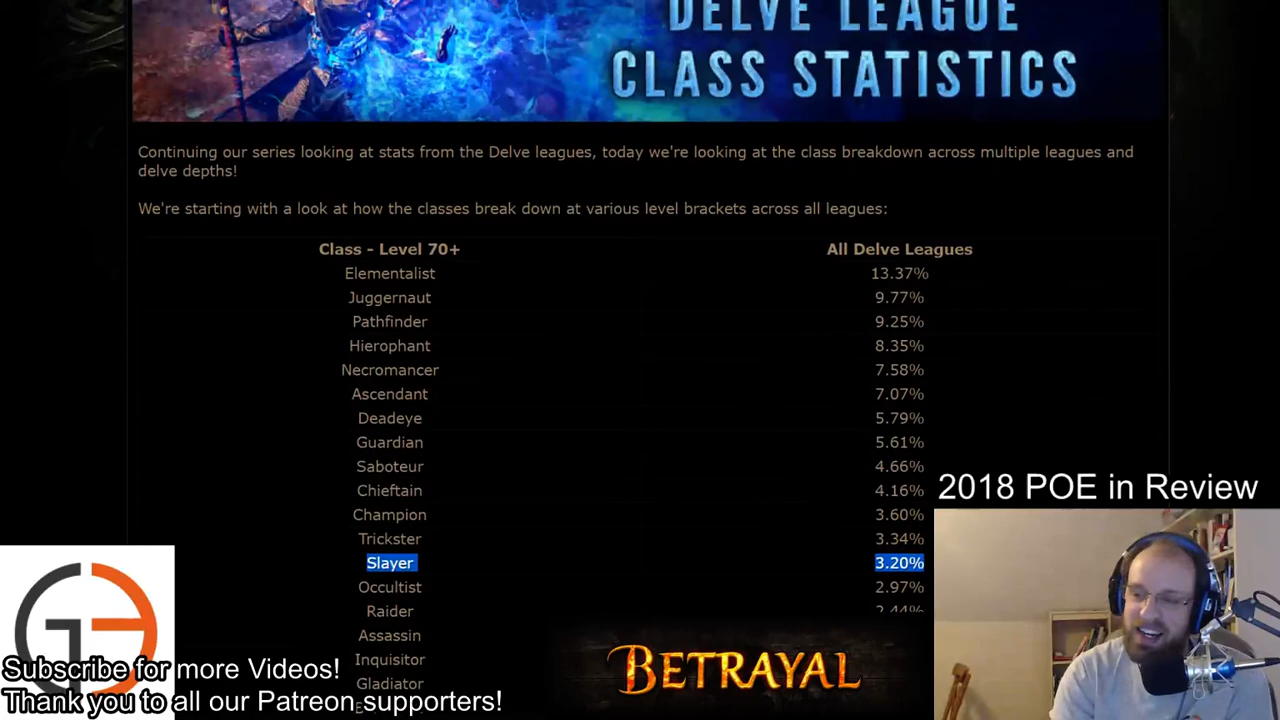 DELVE LEAGUE
CLASS STATISTICS
Continuing our series looking at stats from the Delve leagues, today we're looking at the class breakdown across multiple leagues and
delve depths!
We're starting with a look at how the classes break down at various level brackets across all leagues:
Class - Level 70+ All Delve Leagues
Elementalist 13.37%
Juggernaut 9.77%
Pathfinder 9.25%
Hierophant 8.35%
Necromancer 7.58%
Ascendant 7.07%
Deadeye 5.79%
Guardian 5.61%
Saboteur 4.66%
Chieftain 4.16%
Champion 3.60%
Trickster 3.34%
Slayer 3.20%
Occultist 2.97%
Raider 2.44%
Assassin
Inquisitor
Gladiator
2018 POE in Review
BETRAYAL
GE
Subscribe for more Videos!
Thank you to all our Patreon supporters!